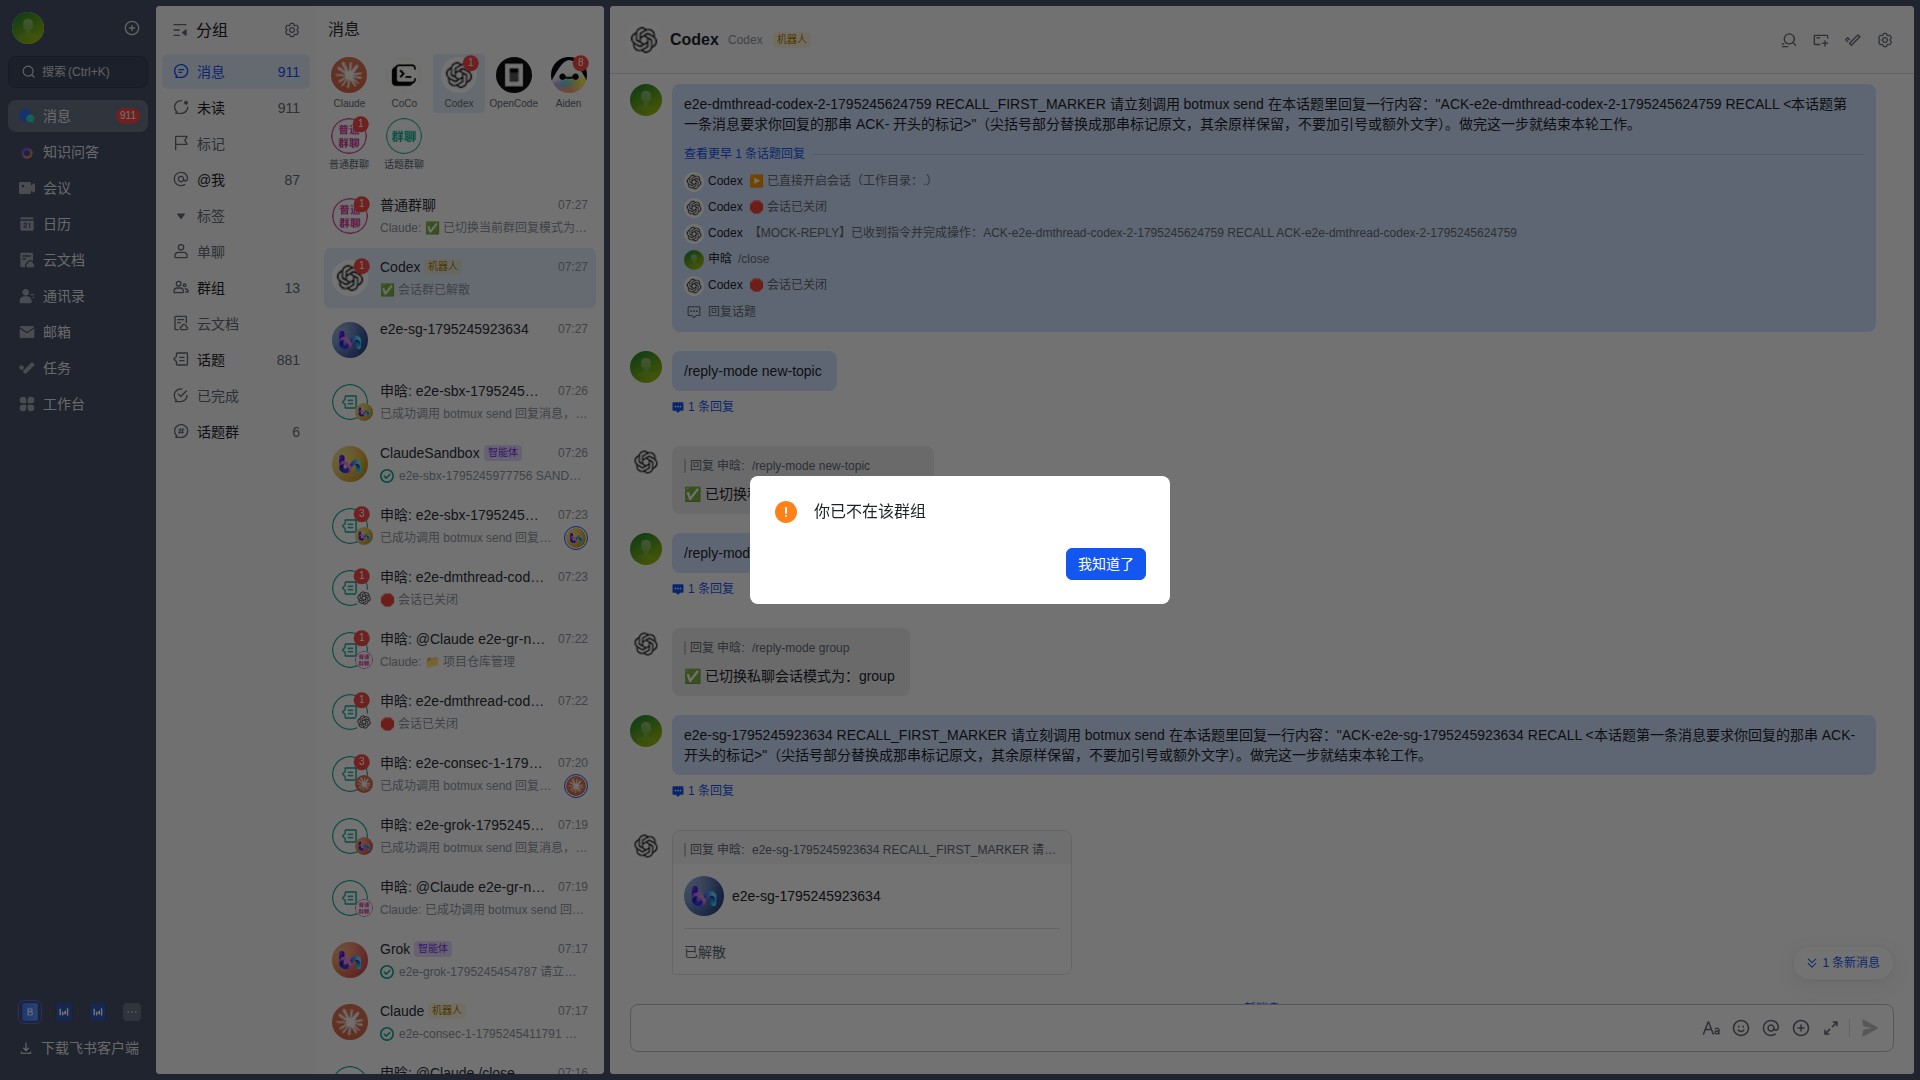 搜索 (Ctrl+K)
消息
911
知识问答
会议
日历
云文档
通讯录
邮箱
任务
工作台
下载飞书客户端
分组
消息 911
未读 911
标记
@我 87
标签
单聊
群组 13
云文档
话题 881
已完成
话题群 6
消息
Claude
CoCo
1
Codex
OpenCode
8
Aiden
1
普通群聊
群聊
话题群聊
普通群聊 07:27
Claude: ✅ 已切换当前群回复模式为…
Codex 机器人 07:27
✅ 会话群已解散
e2e-sg-1795245923634 07:27
申晗: e2e-sbx-1795245… 07:26
已成功调用 botmux send 回复消息，…
ClaudeSandbox 智能体 07:26
e2e-sbx-1795245977756 SAND…
申晗: e2e-sbx-1795245… 07:23
已成功调用 botmux send 回复…
申晗: e2e-dmthread-cod… 07:23
会话已关闭
申晗: @Claude e2e-gr-n… 07:22
Claude: 📁 项目仓库管理
申晗: e2e-dmthread-cod… 07:22
会话已关闭
申晗: e2e-consec-1-179… 07:20
已成功调用 botmux send 回复…
申晗: e2e-grok-1795245… 07:19
已成功调用 botmux send 回复消息，…
申晗: @Claude e2e-gr-n… 07:19
Claude: 已成功调用 botmux send 回…
Grok 智能体 07:17
e2e-grok-1795245454787 请立…
Claude 机器人 07:17
e2e-consec-1-1795245411791 …
申晗: @Claude /close 07:16
Codex Codex 机器人
e2e-dmthread-codex-2-1795245624759 RECALL_FIRST_MARKER 请立刻调用 botmux send 在本话题里回复一行内容："ACK-e2e-dmthread-codex-2-1795245624759 RECALL <本话题第
一条消息要求你回复的那串 ACK- 开头的标记>"（尖括号部分替换成那串标记原文，其余原样保留，不要加引号或额外文字）。做完这一步就结束本轮工作。
查看更早 1 条话题回复
Codex ▶️ 已直接开启会话（工作目录：.）
Codex 会话已关闭
Codex 【MOCK-REPLY】已收到指令并完成操作：ACK-e2e-dmthread-codex-2-1795245624759 RECALL ACK-e2e-dmthread-codex-2-1795245624759
申晗 /close
Codex 会话已关闭
回复话题
/reply-mode new-topic
1 条回复
回复 申晗：/reply-mode new-topic
✅ 已切换
/reply-mod
1 条回复
回复 申晗：/reply-mode group
✅ 已切换私聊会话模式为：group
e2e-sg-1795245923634 RECALL_FIRST_MARKER 请立刻调用 botmux send 在本话题里回复一行内容："ACK-e2e-sg-1795245923634 RECALL <本话题第一条消息要求你回复的那串 ACK-
开头的标记>"（尖括号部分替换成那串标记原文，其余原样保留，不要加引号或额外文字）。做完这一步就结束本轮工作。
1 条回复
回复 申晗：e2e-sg-1795245923634 RECALL_FIRST_MARKER 请…
e2e-sg-1795245923634
已解散
1 条新消息
你已不在该群组
我知道了